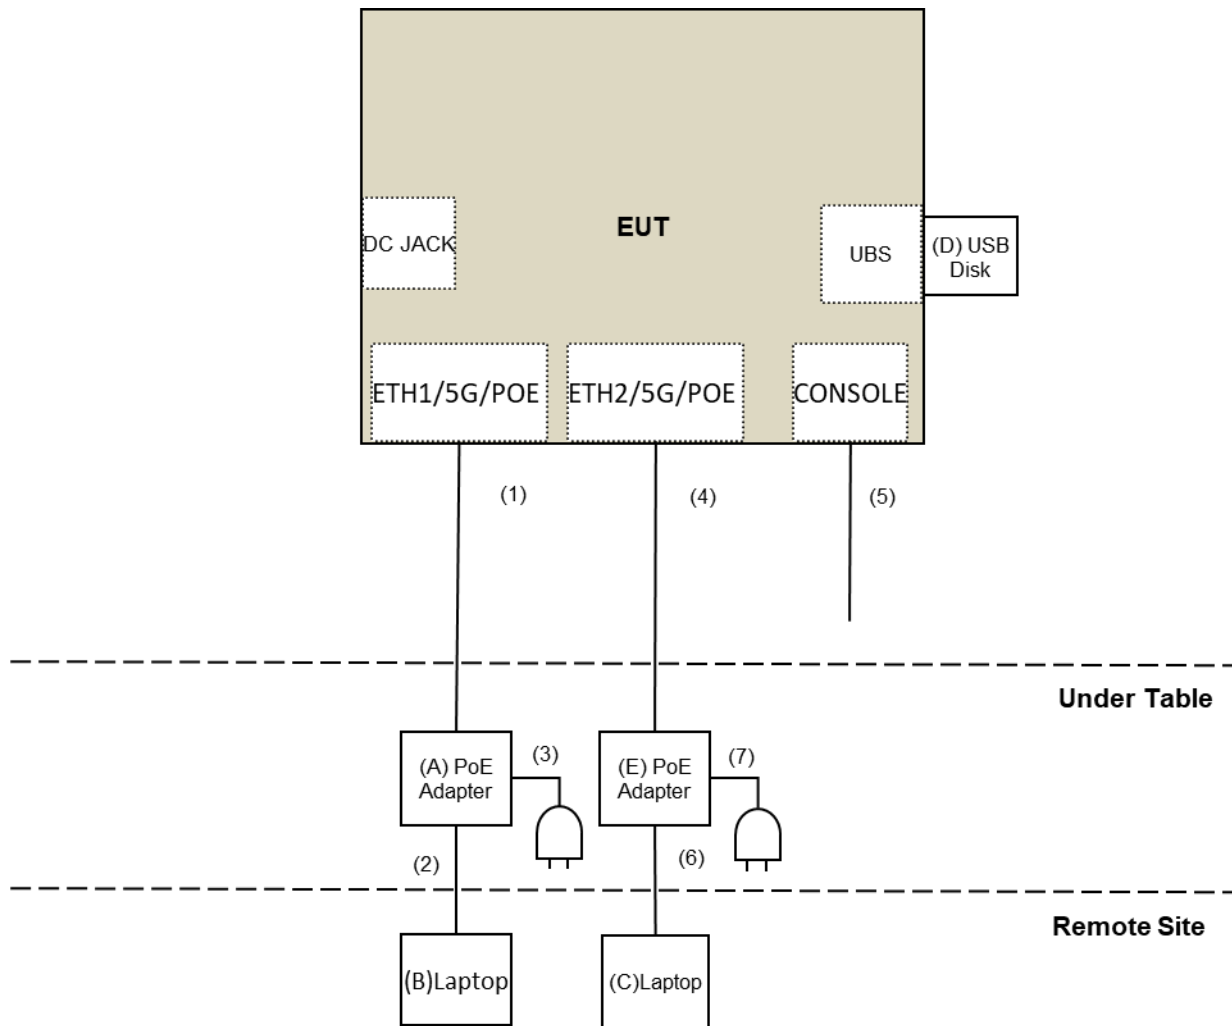 EUT
DC JACK
UBS
(D) USB
Disk
ETH1/5G/POE
ETH2/5G/POE
CONSOLE
(1)
(4)
(5)
Under Table
(A) PoE
Adapter
(3)
(E) PoE
Adapter
(7)
(2)
(6)
Remote Site
(B)Laptop
(C)Laptop